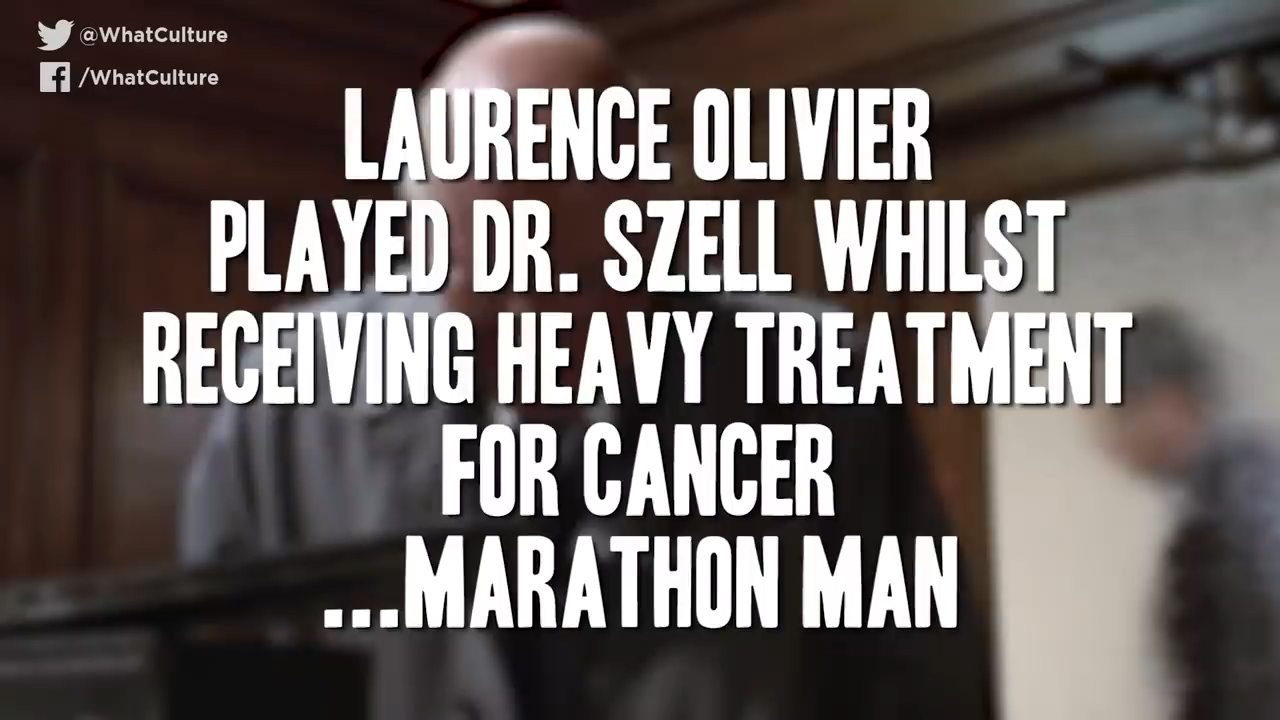 @WhatCulture
/WhatCulture
LAURENCE OLIVIER
PLAYED DR. SZELL WHILST
RECEIVING HEAVY TREATMENT
FOR CANCER
...MARATHON MAN